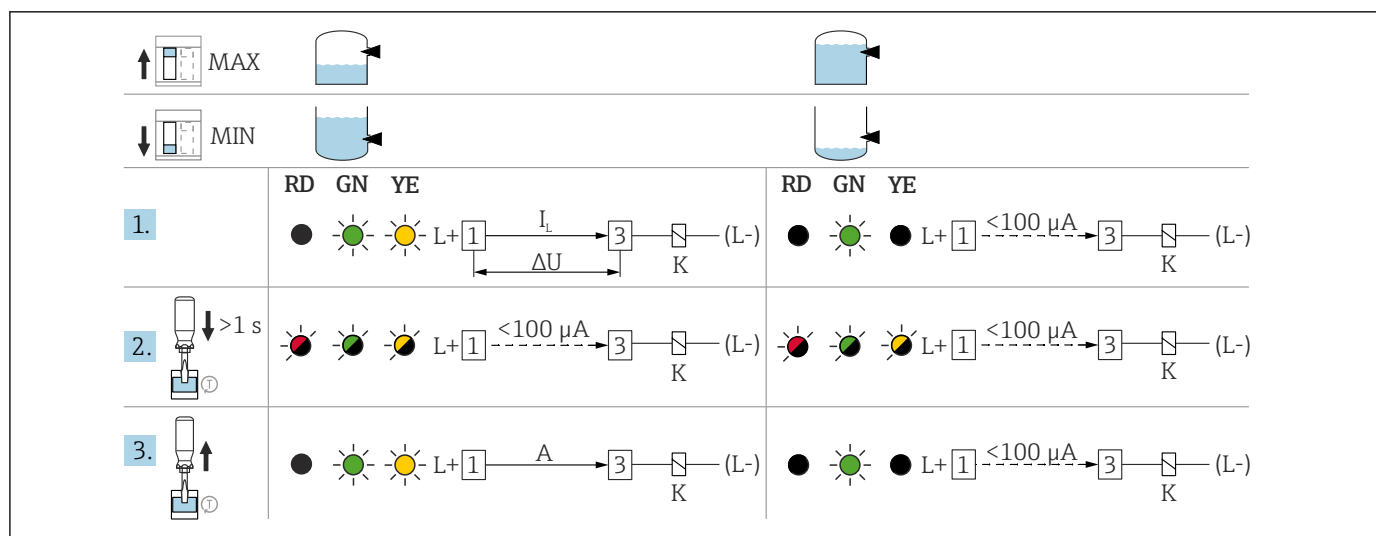 MAX
MIN
RD GN YE RD GN YE
1. L+ 1 I_L 3 (L-) L+ 1 <100 µA 3 (L-)
ΔU K K
2. >1 s L+ 1 <100 µA 3 (L-) L+ 1 <100 µA 3 (L-)
T K K
3. L+ 1 A 3 (L-) L+ 1 <100 µA 3 (L-)
T K K